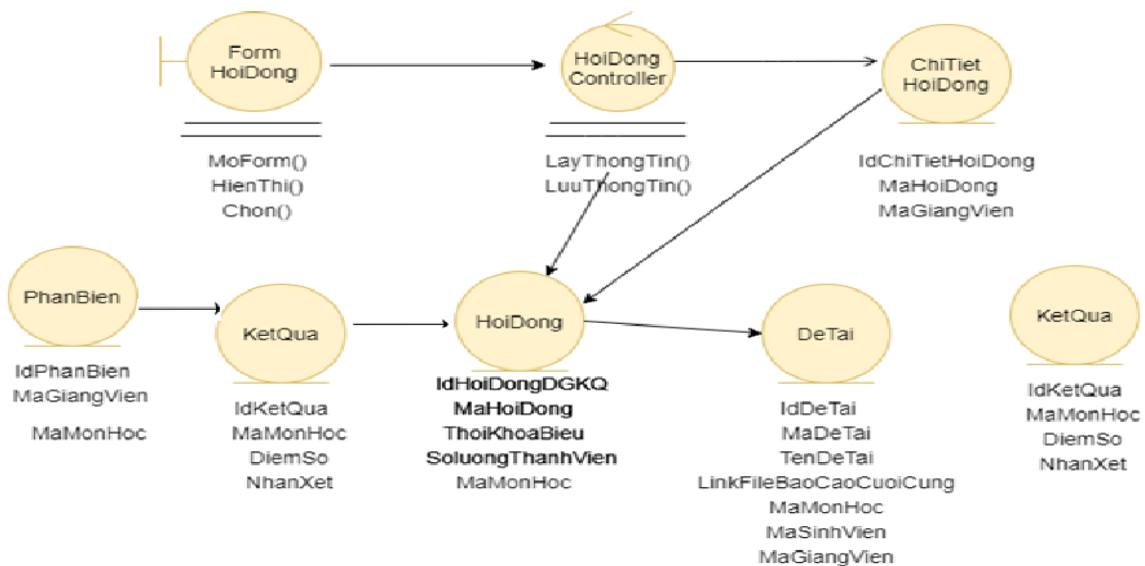 Form
HoiDong
HoiDong
Controller
ChiTiet
HoiDong
MoForm()
HienThi()
Chon()
LayThongTin()
LuuThongTin()
IdChiTietHoiDong
MaHoiDong
MaGiangVien
PhanBien
IdPhanBien
MaGiangVien
MaMonHoc
KetQua
IdKetQua
MaMonHoc
DiemSo
NhanXet
HoiDong
IdHoiDongDGKQ
MaHoiDong
ThoiKhoaBieu
SoluongThanhVien
MaMonHoc
DeTai
IdDeTai
MaDeTai
TenDeTai
LinkFileBaoCaoCuoiCung
MaMonHoc
MaSinhVien
MaGiangVien
KetQua
IdKetQua
MaMonHoc
DiemSo
NhanXet